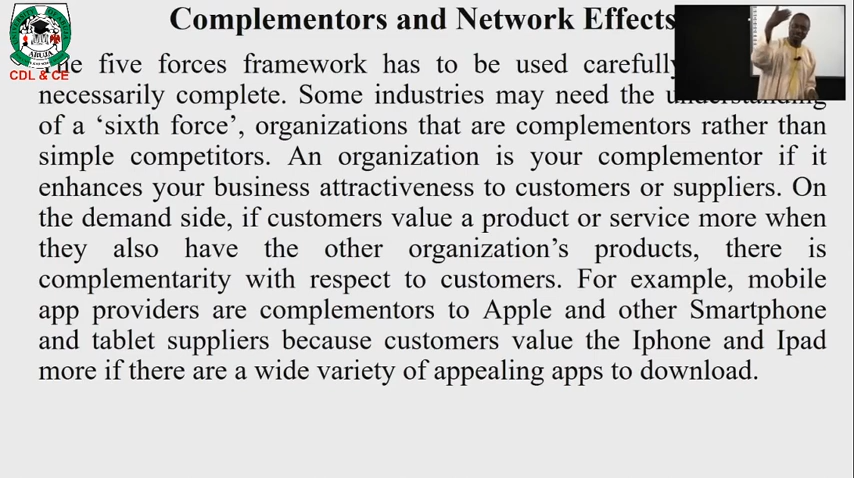 Complementors and Network Effects
The five forces framework has to be used carefully
necessarily complete. Some industries may need the understanding
of a ‘sixth force’, organizations that are complementors rather than
simple competitors. An organization is your complementor if it
enhances your business attractiveness to customers or suppliers. On
the demand side, if customers value a product or service more when
they also have the other organization’s products, there is
complementarity with respect to customers. For example, mobile
app providers are complementors to Apple and other Smartphone
and tablet suppliers because customers value the Iphone and Ipad
more if there are a wide variety of appealing apps to download.
ABUJA
CDL & CE